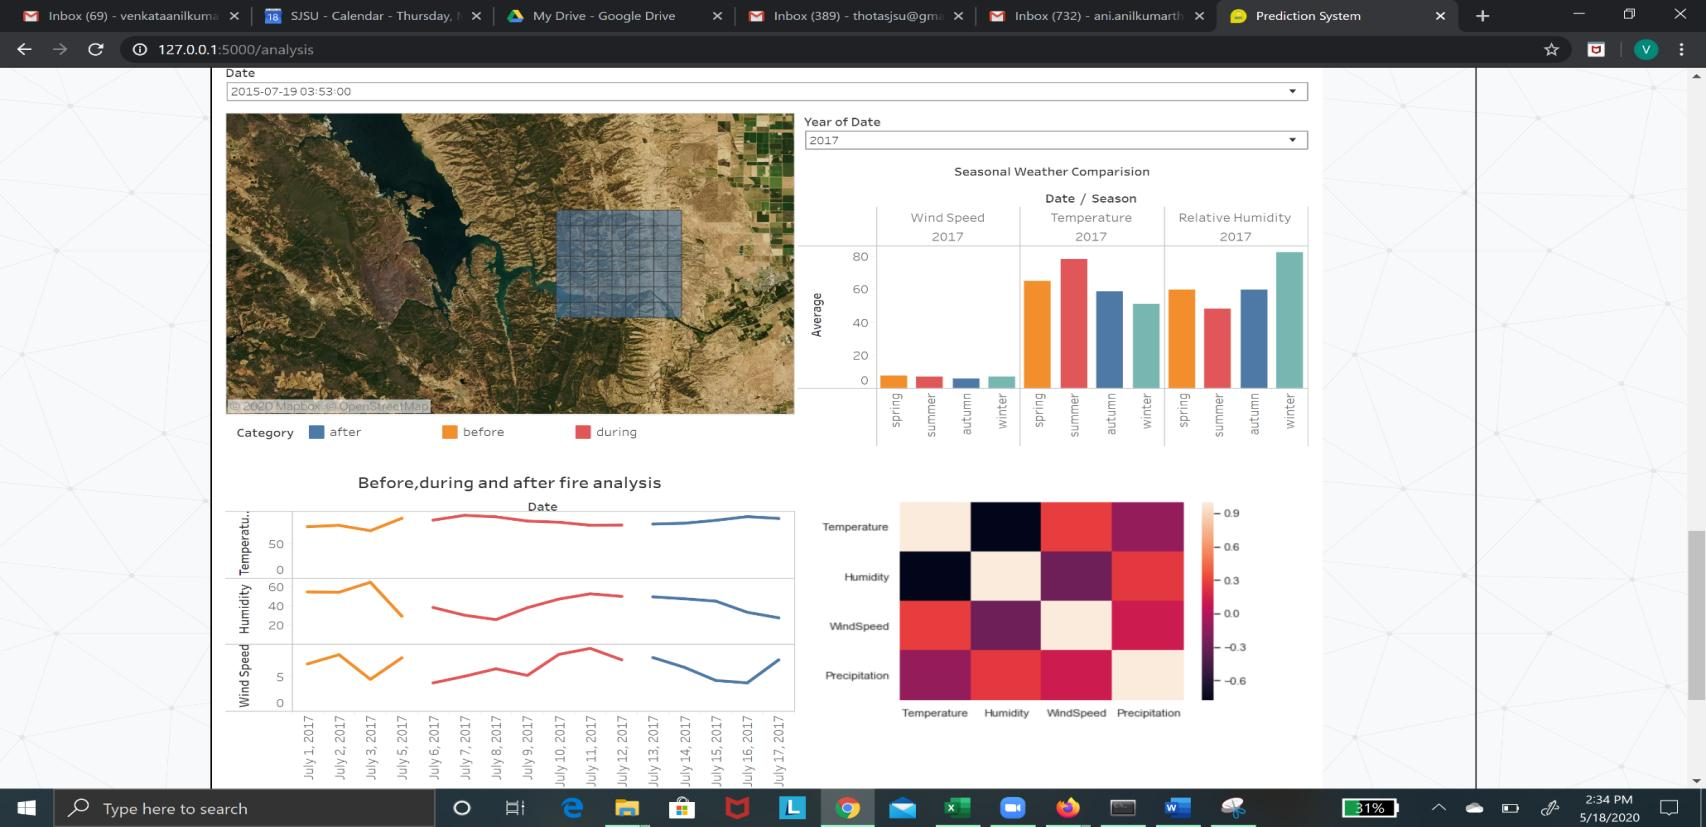 Inbox (69) - venkataanilkuma
SJSU - Calendar - Thursday,
My Drive - Google Drive
Inbox (389) - thotasjsu@gma
Inbox (732) - ani.anilkumarth
Prediction System
127.0.0.1:5000/analysis
V
Date
2015-07-19 03:53:00
Year of Date
2017
Seasonal Weather Comparision
Date / Season
Wind Speed Temperature Relative Humidity
2017 2017 2017
Average
80
60
40
20
0
spring summer autumn winter spring summer autumn winter spring summer autumn winter
© 2020 Mapbox © OpenStreetMap
Category after before during
Before,during and after fire analysis
Date
Temperatu..
50
0
Humidity
60
40
20
Wind Speed
5
0
July 1, 2017
July 2, 2017
July 3, 2017
July 5, 2017
July 6, 2017
July 7, 2017
July 8, 2017
July 9, 2017
July 10, 2017
July 11, 2017
July 12, 2017
July 13, 2017
July 14, 2017
July 15, 2017
July 16, 2017
July 17, 2017
Temperature
Humidity
WindSpeed
Precipitation
Temperature Humidity WindSpeed Precipitation
0.9
0.6
0.3
0.0
−0.3
−0.6
Type here to search
31%
2:34 PM
5/18/2020